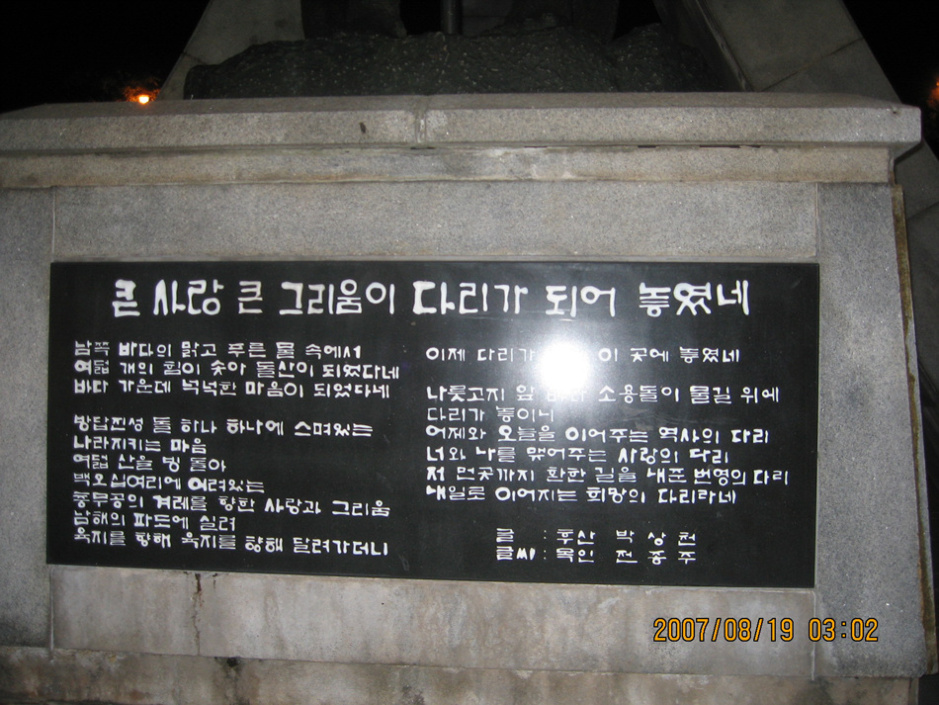 큰 사랑 큰 그리움이 다리가 되어 놓였네
남쪽 바다의 맑고 푸른 물 속에서
여덟 개의 힘이 솟아 돌산이 되었다네
바다 가운데 넉넉한 마음이 되었다네
방답진성 돌 하나 하나에 스며있는
나라지키는 마음
여덟 산을 빙 돌아
백오십여리에 어려있는
충무공의 겨레를 향한 사랑과 그리움
남해의 파도에 실려
육지를 향해 육지를 향해 달려가더니
이제 다리가 이 곳에 놓였네
나룻고지 앞 바다 소용돌이 물길 위에
다리가 놓이니
어제와 오늘을 이어주는 역사의 다리
너와 나를 맺어주는 사랑의 다리
저 먼곳까지 환한 길을 내준 번영의 다리
내일로 이어지는 희망의 다리라네
글 : 후산 박 상 천
글씨 : 목인 전 종 주
2007/08/19 03:02